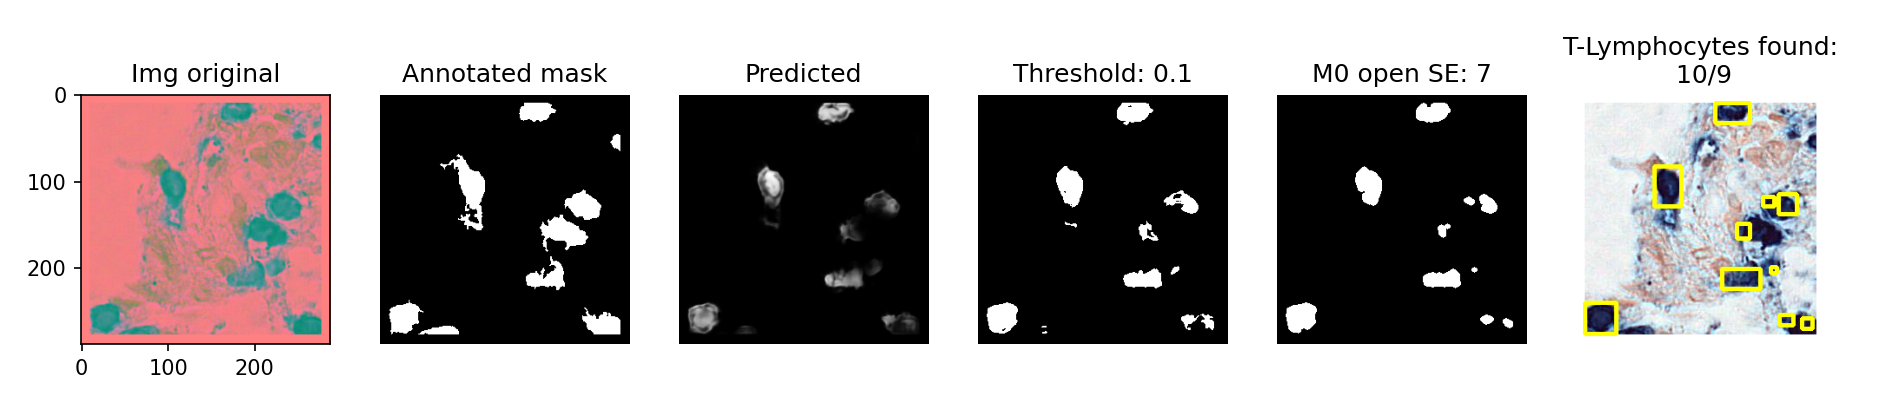 Img original
Annotated mask
Predicted
Threshold: 0.1
M0 open SE: 7
T-Lymphocytes found:
10/9
0
100
200
0
100
200